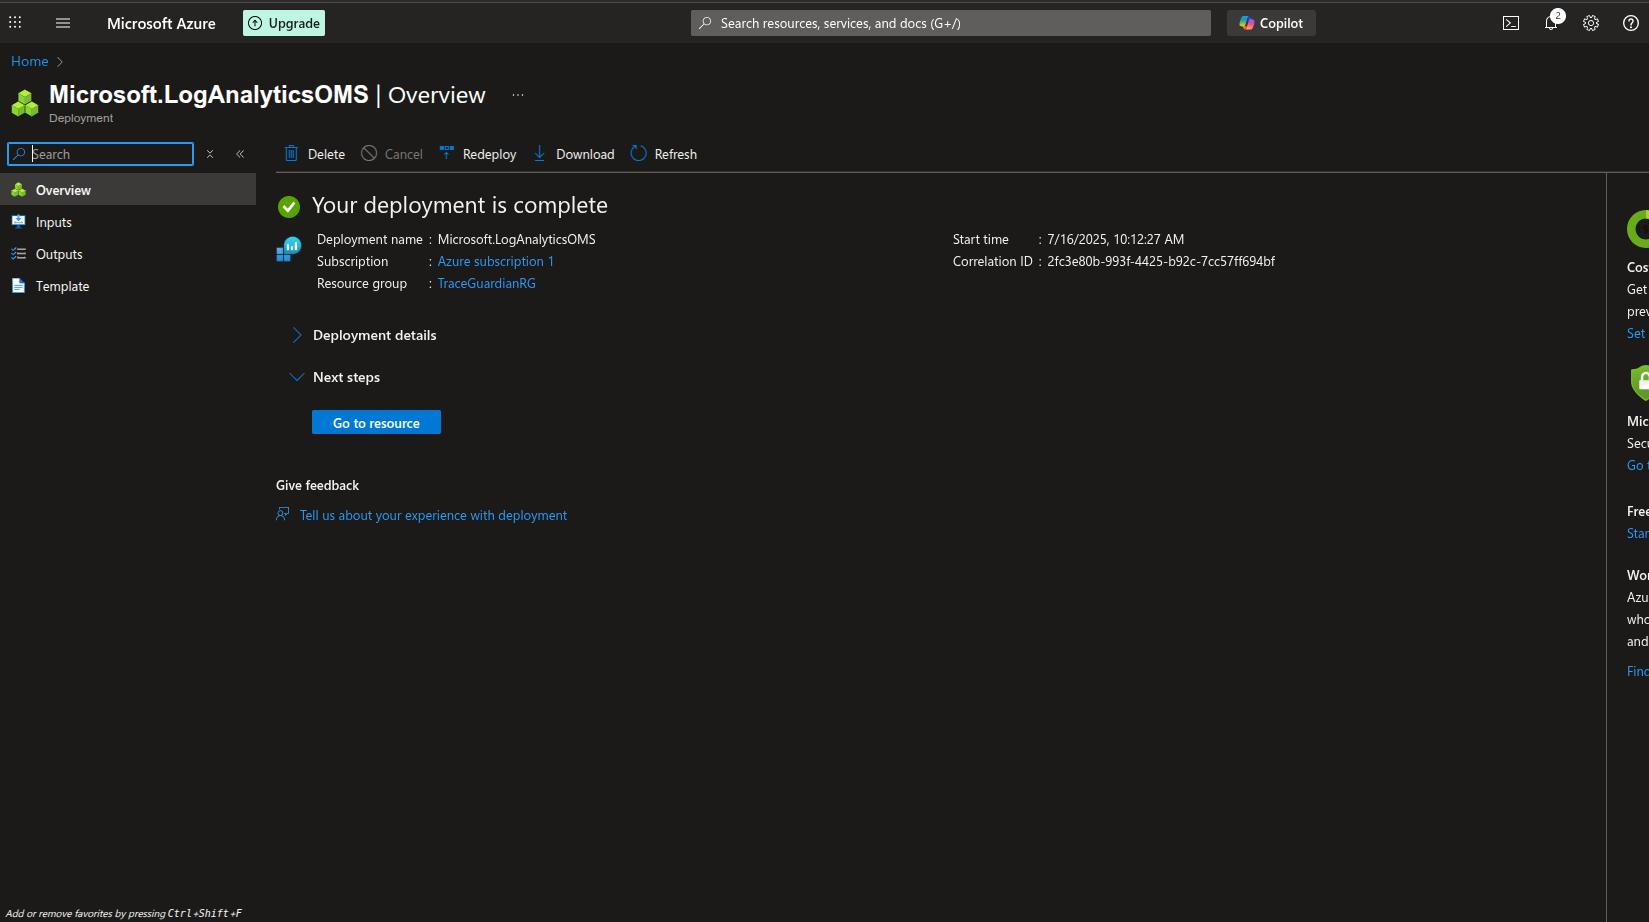 Microsoft Azure
Upgrade
Search resources, services, and docs (G+/)
Copilot
2
Home
Microsoft.LogAnalyticsOMS | Overview
Deployment
Search
Delete
Cancel
Redeploy
Download
Refresh
Overview
Inputs
Outputs
Template
Your deployment is complete
Deployment name : Microsoft.LogAnalyticsOMS
Subscription : Azure subscription 1
Resource group : TraceGuardianRG
Start time : 7/16/2025, 10:12:27 AM
Correlation ID : 2fc3e80b-993f-4425-b92c-7cc57ff694bf
Deployment details
Next steps
Go to resource
Give feedback
Tell us about your experience with deployment
Cos
Get
prev
Set
Mic
Secu
Go t
Free
Star
Wor
Azu
who
and
Find
Add or remove favorites by pressing Ctrl+Shift+F